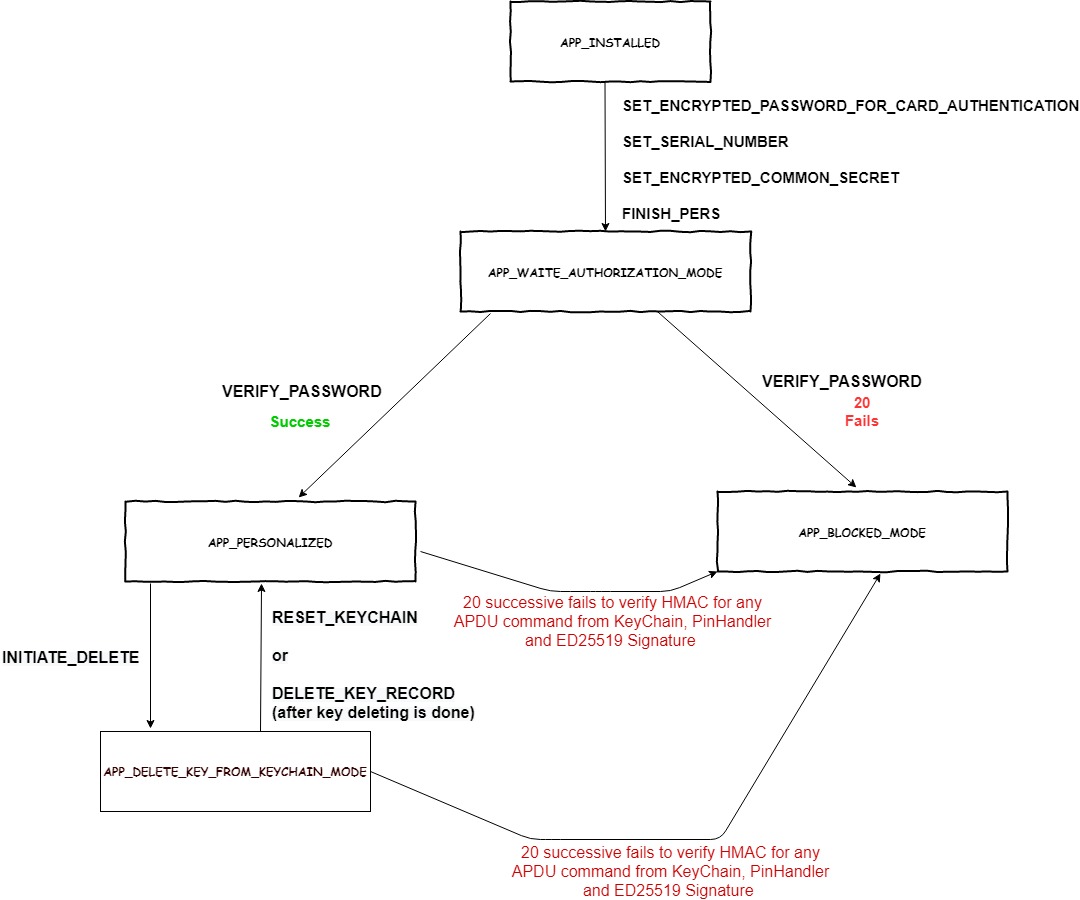 APP_INSTALLED
SET_ENCRYPTED_PASSWORD_FOR_CARD_AUTHENTICATION
SET_SERIAL_NUMBER
SET_ENCRYPTED_COMMON_SECRET
FINISH_PERS
APP_WAITE_AUTHORIZATION_MODE
VERIFY_PASSWORD
Success
VERIFY_PASSWORD
20
Fails
APP_PERSONALIZED
APP_BLOCKED_MODE
20 successive fails to verify HMAC for any
APDU command from KeyChain, PinHandler
and ED25519 Signature
INITIATE_DELETE
RESET_KEYCHAIN
or
DELETE_KEY_RECORD
(after key deleting is done)
APP_DELETE_KEY_FROM_KEYCHAIN_MODE
20 successive fails to verify HMAC for any
APDU command from KeyChain, PinHandler
and ED25519 Signature